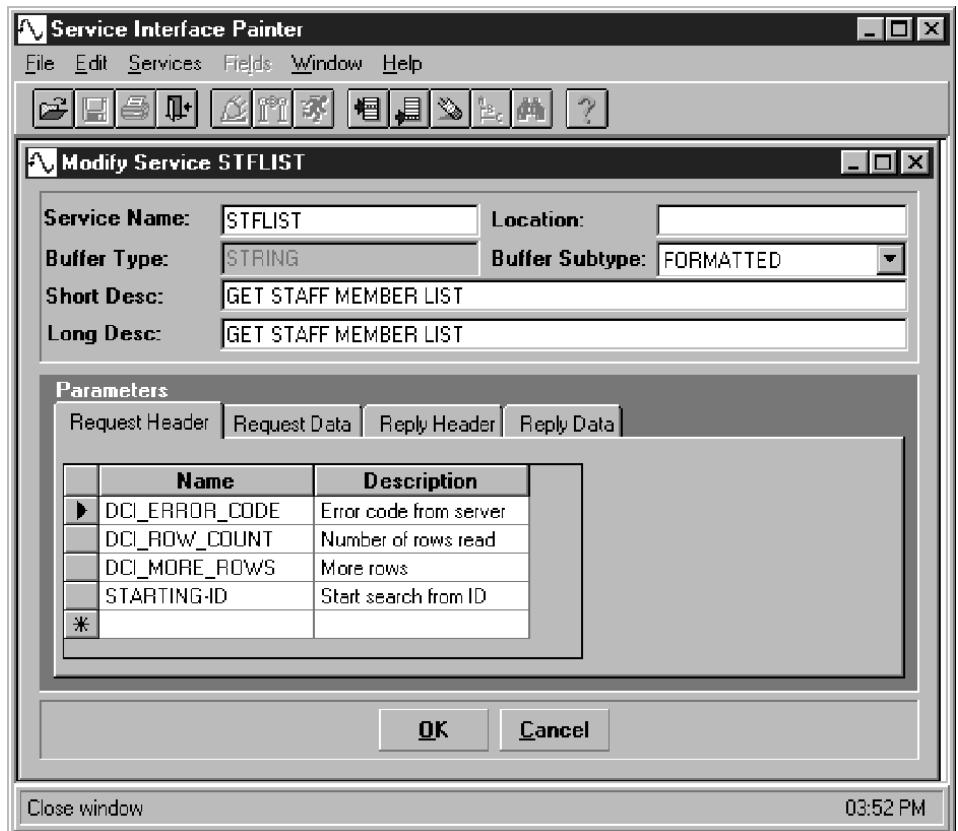 Service Interface Painter
File Edit Services Fields Window Help
Modify Service STFLIST
Service Name: STFLIST Location:
Buffer Type: STRING Buffer Subtype: FORMATTED
Short Desc: GET STAFF MEMBER LIST
Long Desc: GET STAFF MEMBER LIST
Parameters
Request Header Request Data Reply Header Reply Data
Name Description
DCI_ERROR_CODE Error code from server
DCI_ROW_COUNT Number of rows read
DCI_MORE_ROWS More rows
STARTING-ID Start search from ID
OK Cancel
Close window 03:52 PM